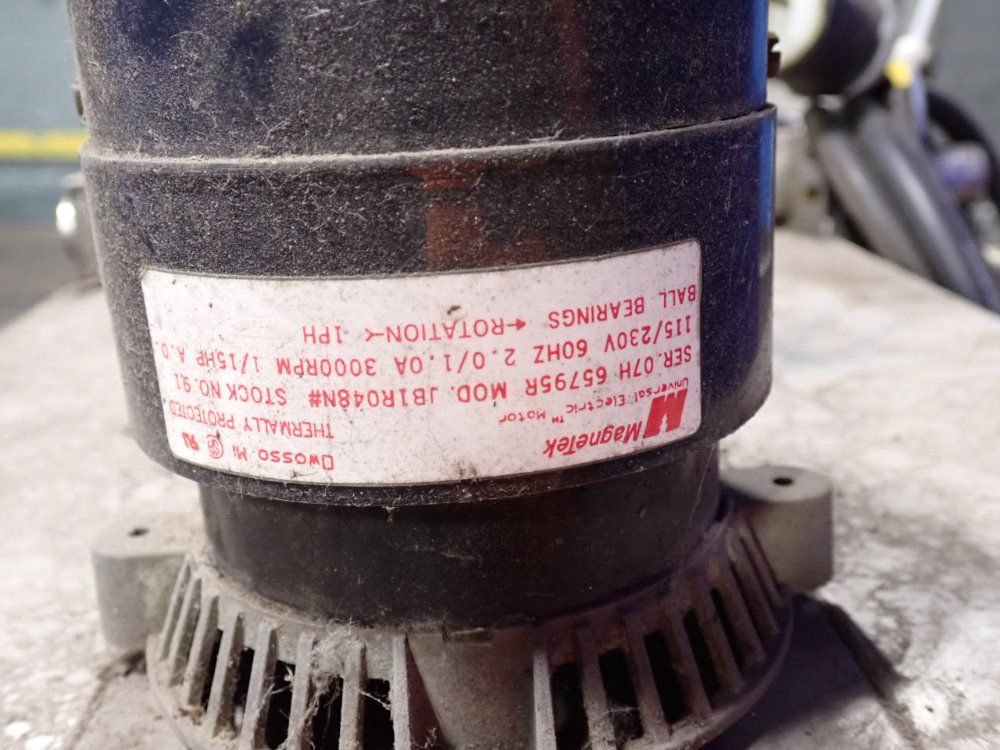 MagneTek Owosso. Mi
Universal Electric™ Motor THERMALLY PROTECTED.
SER. 07H 65795R MOD. JB1R048N# STOCK NO. 91
115/230V 60HZ 2.0/1.0A 3000RPM 1/15HP A.O.
BALL BEARINGS ←ROTATION-< 1PH